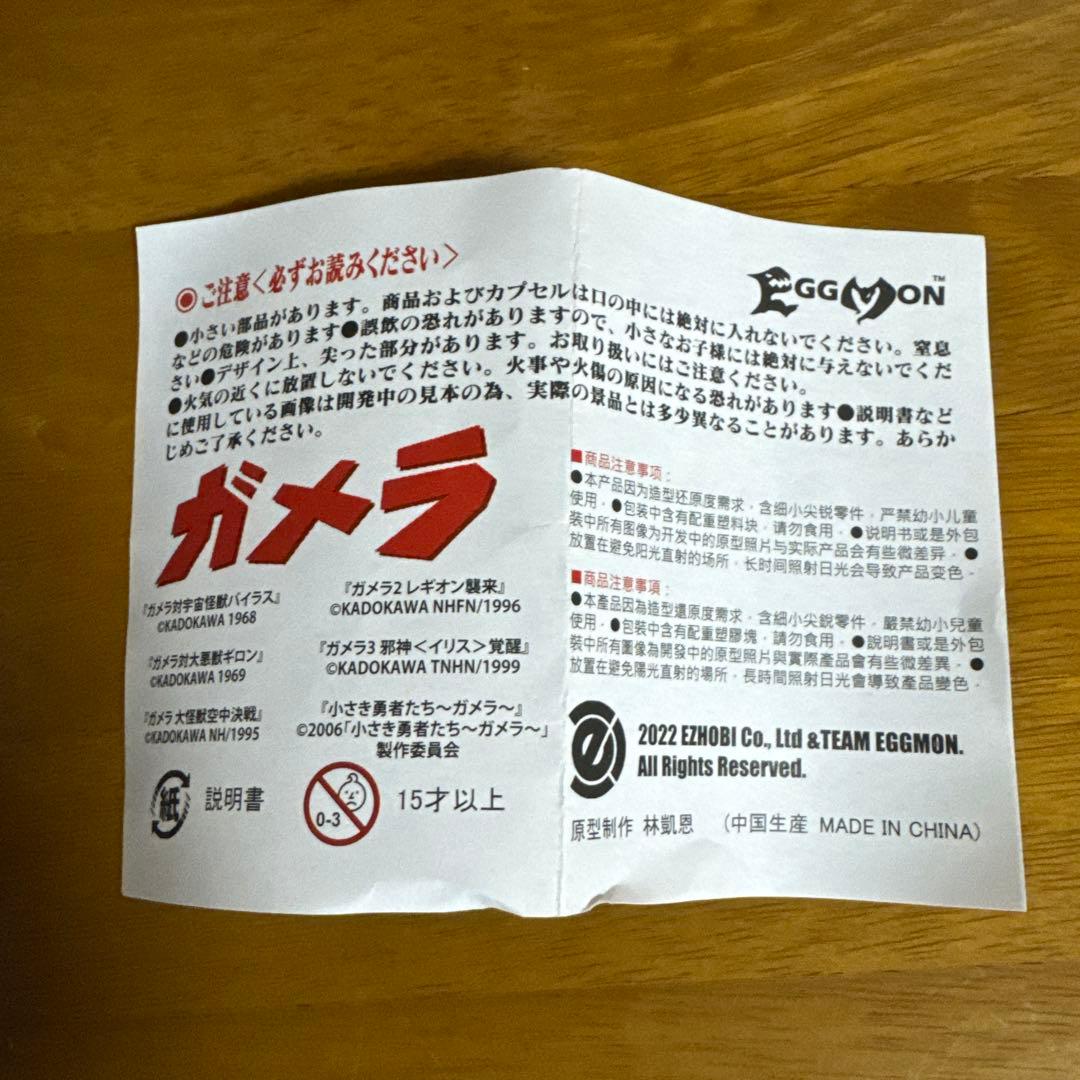 ◉ご注意<必ずお読みください>
EGGMON™
●小さい部品があります。商品およびカプセルは口の中には絶対に入れないでください。窒息
などの危険があります●誤飲の恐れがありますので、小さなお子様には絶対に与えないでくだ
さい●デザイン上、尖った部分があります。お取り扱いにはご注意ください。
●火気の近くに放置しないでください。火事や火傷の原因になる恐れがあります●説明書など
に使用している画像は開発中の見本の為、実際の景品とは多少異なることがあります。あらか
じめご了承ください。
ガメラ
『ガメラ対宇宙怪獣バイラス』
©KADOKAWA 1968
『ガメラ対大悪獣ギロン』
©KADOKAWA 1969
『ガメラ 大怪獣空中決戦』
©KADOKAWA NH/1995
『ガメラ2 レギオン襲来』
©KADOKAWA NHFN/1996
『ガメラ3 邪神<イリス>覚醒』
©KADOKAWA TNHN/1999
『小さき勇者たち〜ガメラ〜』
©2006「小さき勇者たち〜ガメラ〜」
製作委員会
紙 説明書
0-3 15才以上
■商品注意事项：
●本产品因为造型还原度需求，含细小尖锐零件，严禁幼小儿童
使用。●包装中含有配重塑料块，请勿食用。●说明书或是外包
装中所有图像为开发中的原型照片与实际产品会有些微差异。●
放置在避免阳光直射的场所，长时间照射日光会导致产品变色。
■商品注意事項：
●本產品因為造型還原度需求，含細小尖銳零件，嚴禁幼小兒童
使用。●包裝中含有配重塑膠塊，請勿食用。●說明書或是外包
裝中所有圖像為開發中的原型照片與實際產品會有些微差異。●
放置在避免陽光直射的場所，長時間照射日光會導致產品變色。
2022 EZHOBI Co., Ltd &TEAM EGGMON.
All Rights Reserved.
原型制作 林凱恩 （中国生産 MADE IN CHINA）